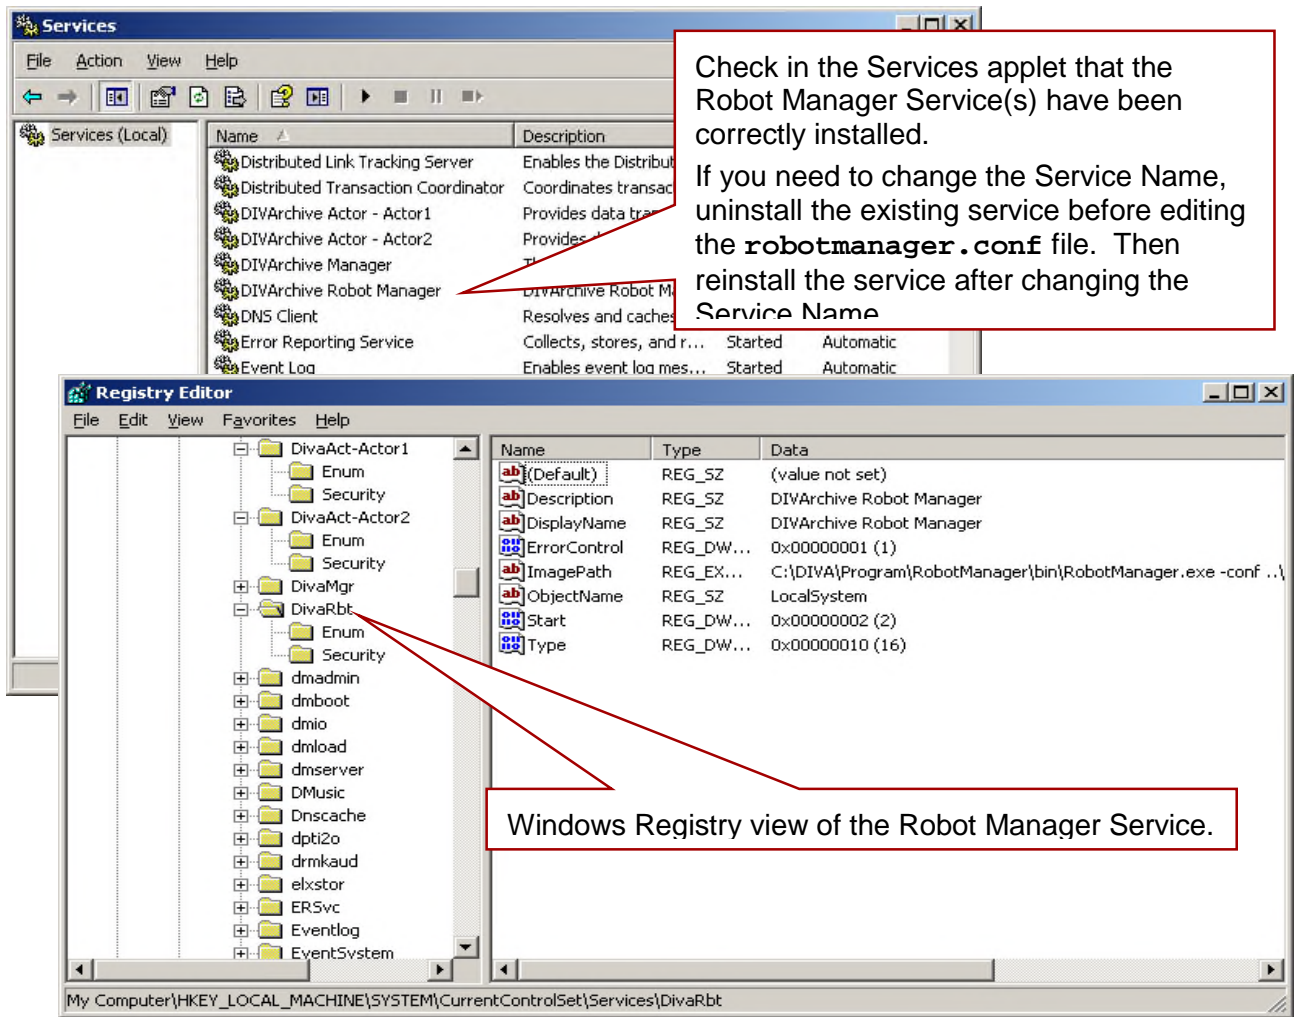 Services
File Action View Help
Services (Local)
Name Description
Distributed Link Tracking Server Enables the Distribut
Distributed Transaction Coordinator Coordinates transac
DIVArchive Actor - Actor1 Provides data tran
DIVArchive Actor - Actor2 Provides
DIVArchive Manager
DIVArchive Robot Manager DIVArchive Robot M
DNS Client Resolves and caches
Error Reporting Service Collects, stores, and r... Started Automatic
Event Log Enables event log mes... Started Automatic
Check in the Services applet that the
Robot Manager Service(s) have been
correctly installed.
If you need to change the Service Name,
uninstall the existing service before editing
the robotmanager.conf file. Then
reinstall the service after changing the
Service Name
Registry Editor
File Edit View Favorites Help
DivaAct-Actor1
Enum
Security
DivaAct-Actor2
Enum
Security
DivaMgr
DivaRbt
Enum
Security
dmadmin
dmboot
dmio
dmload
dmserver
DMusic
Dnscache
dpti2o
drmkaud
elxstor
ERSvc
Eventlog
EventSystem
Name Type Data
(Default) REG_SZ (value not set)
Description REG_SZ DIVArchive Robot Manager
DisplayName REG_SZ DIVArchive Robot Manager
ErrorControl REG_DW... 0x00000001 (1)
ImagePath REG_EX... C:\DIVA\Program\RobotManager\bin\RobotManager.exe -conf ..\
ObjectName REG_SZ LocalSystem
Start REG_DW... 0x00000002 (2)
Type REG_DW... 0x00000010 (16)
Windows Registry view of the Robot Manager Service.
My Computer\HKEY_LOCAL_MACHINE\SYSTEM\CurrentControlSet\Services\DivaRbt